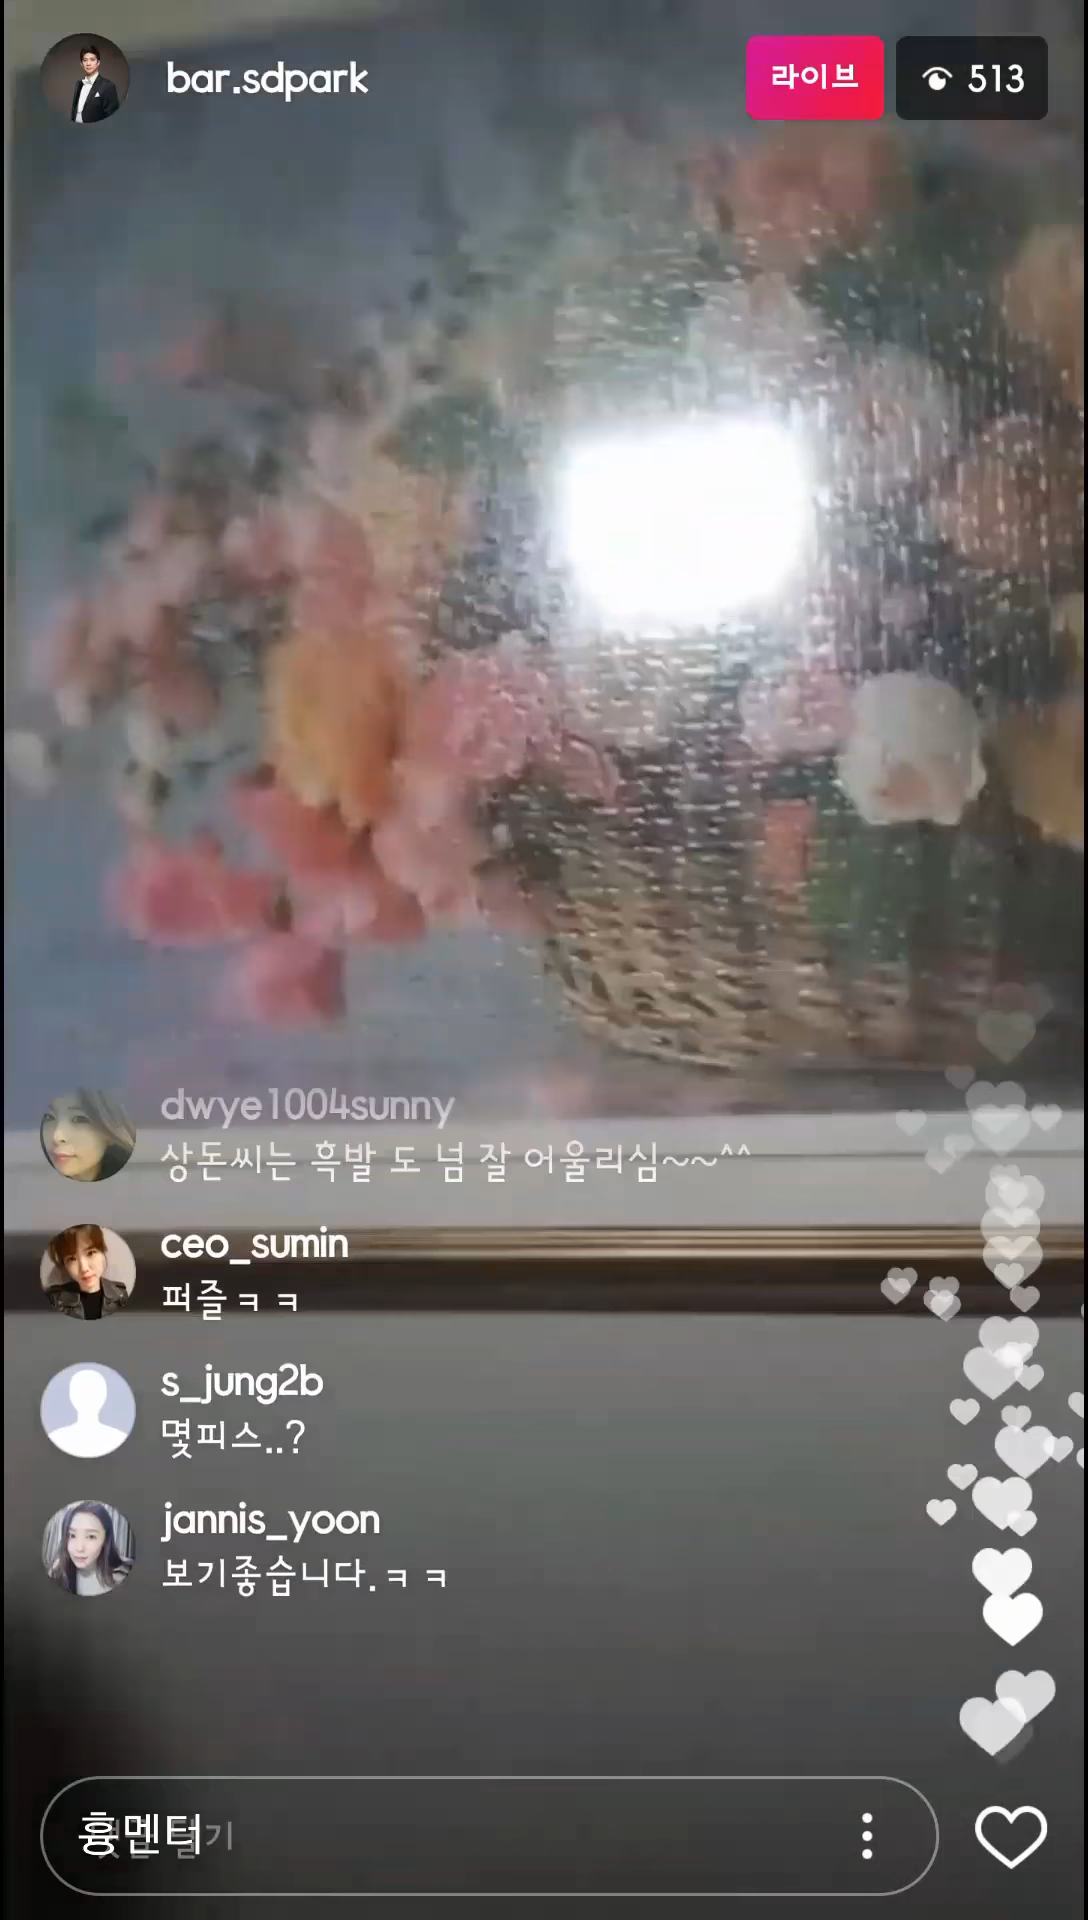 bar.sdpark
라이브
513
dwye1004sunny
상돈씨는 흑발 도 넘 잘 어울리심~~^^
ceo_sumin
퍼즐ㅋㅋ
s_jung2b
몇피스..?
jannis_yoon
보기좋습니다.ㅋㅋ
흉멘터